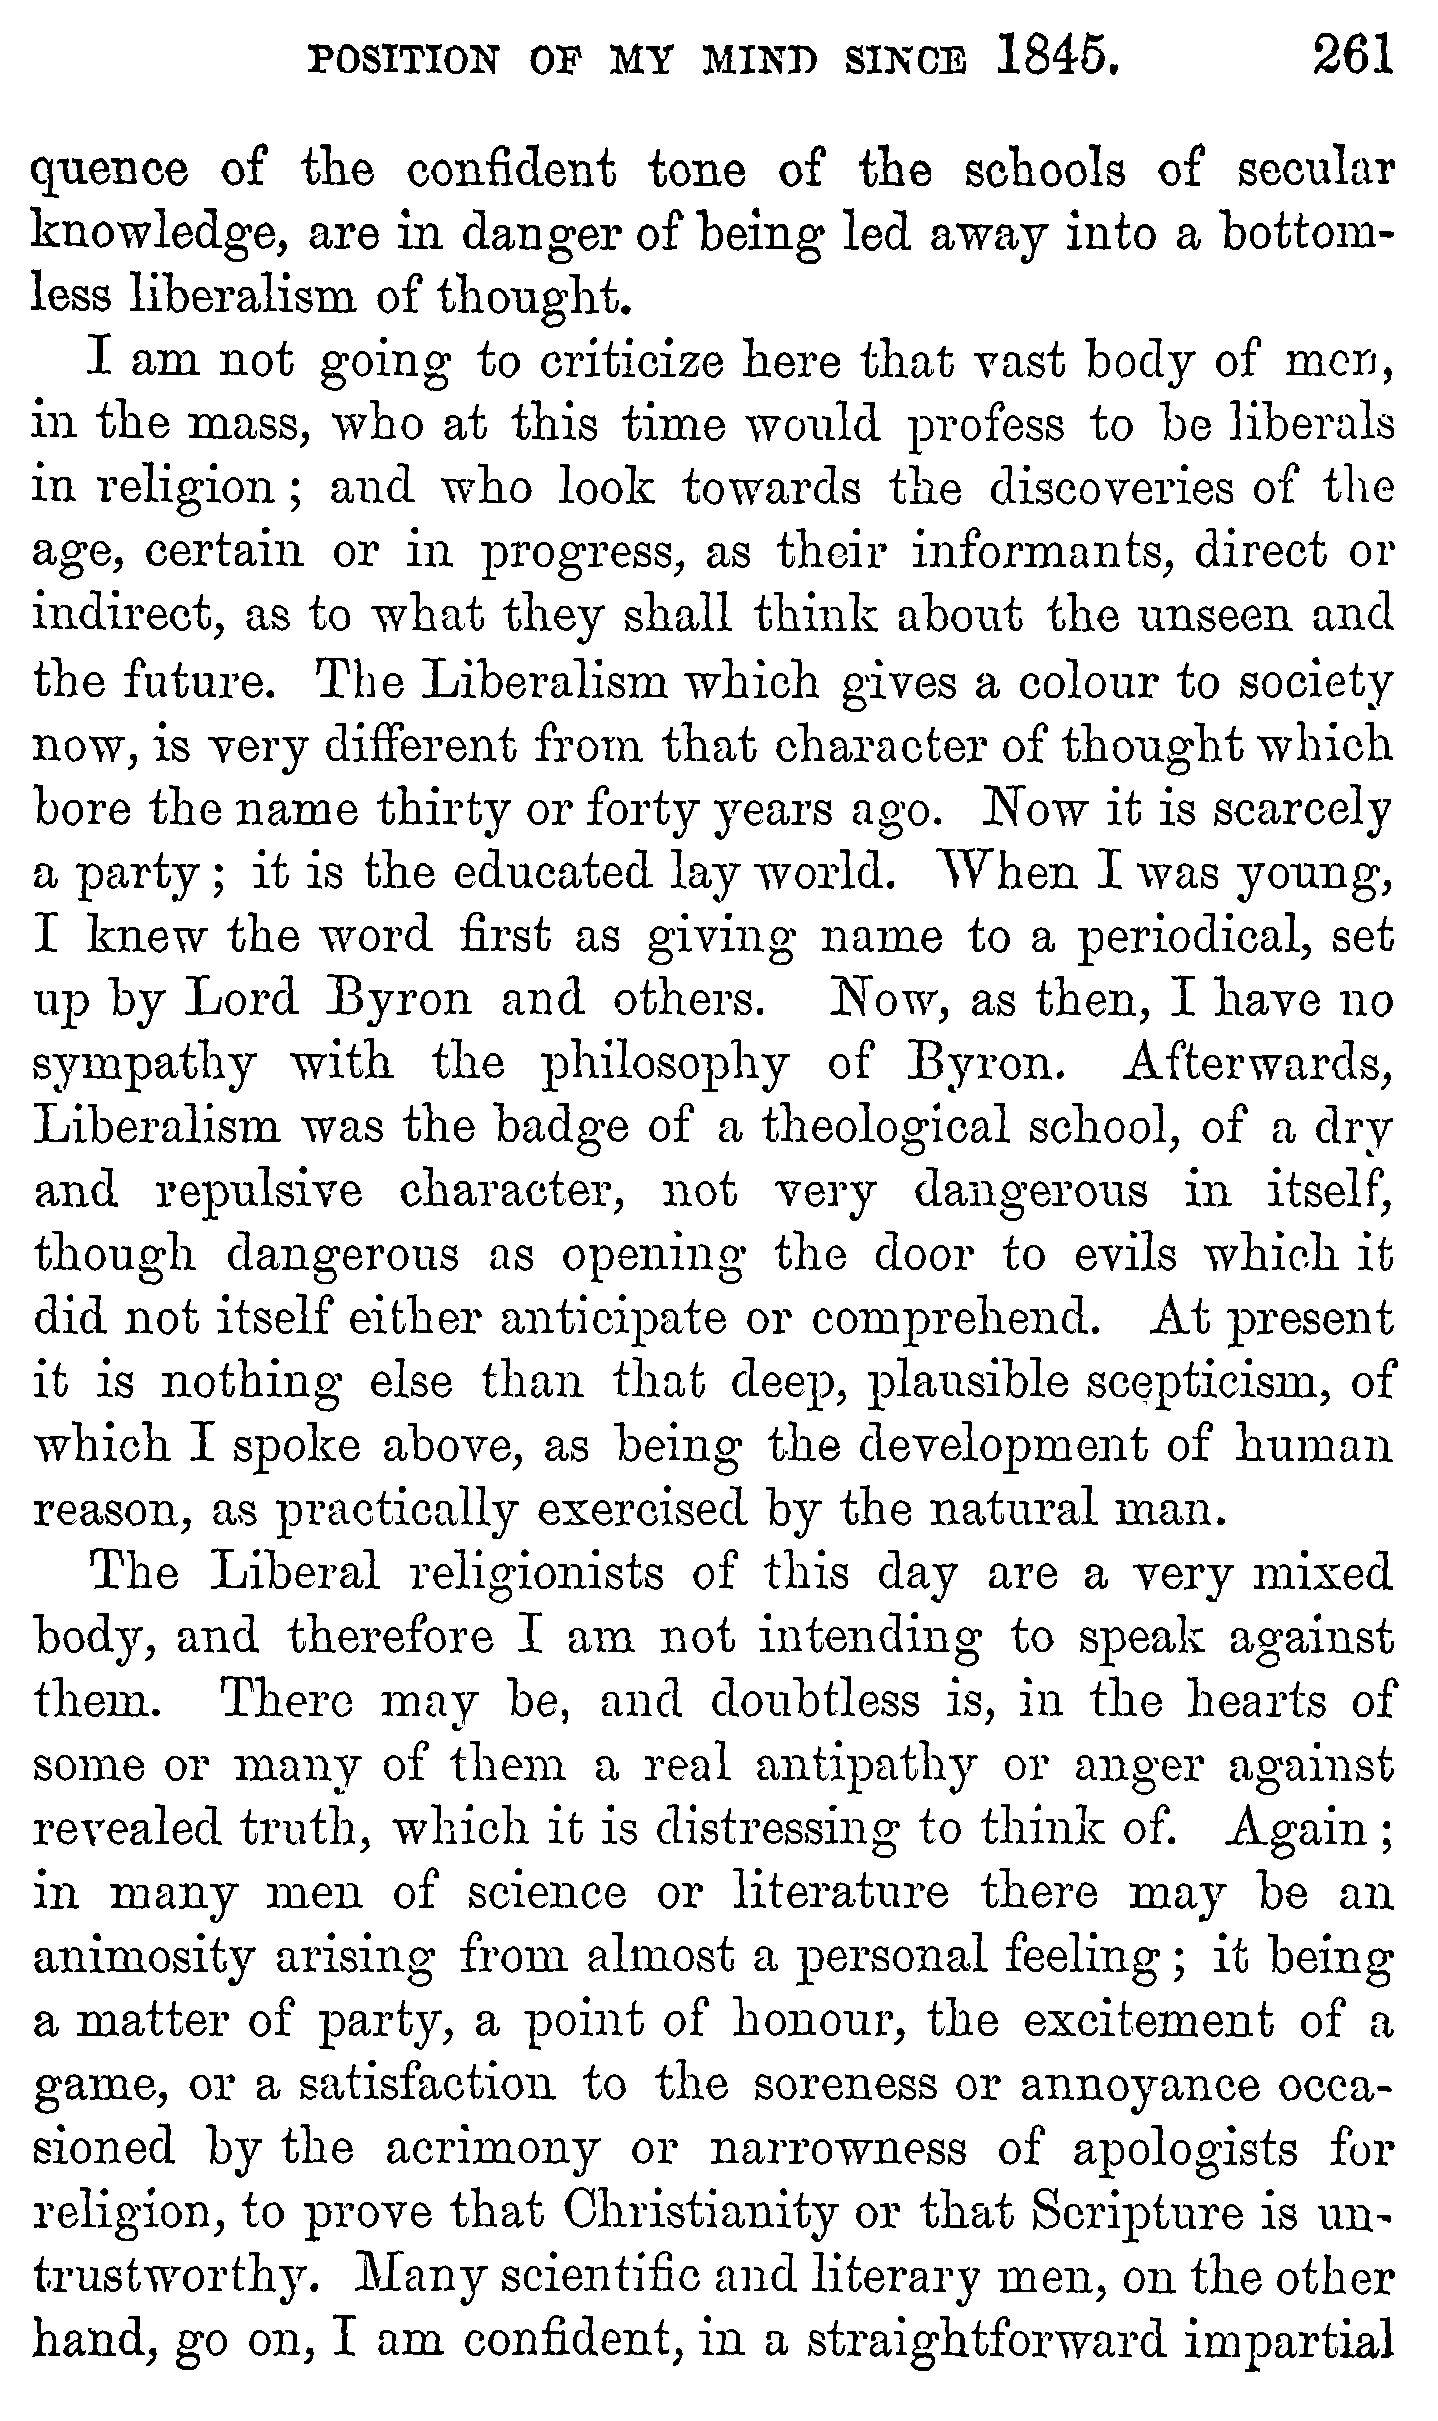 POSITION OF MY MIND SINCE 1845. 261
quence of the confident tone of the schools of secular
knowledge, are in danger of being led away into a bottom-
less liberalism of thought.
I am not going to criticize here that vast body of men,
in the mass, who at this time would profess to be liberals
in religion ; and who look towards the discoveries of the
age, certain or in progress, as their informants, direct or
indirect, as to what they shall think about the unseen and
the future. The Liberalism which gives a colour to society
now, is very different from that character of thought which
bore the name thirty or forty years ago. Now it is scarcely
a party ; it is the educated lay world. When I was young,
I knew the word first as giving name to a periodical, set
up by Lord Byron and others. Now, as then, I have no
sympathy with the philosophy of Byron. Afterwards,
Liberalism was the badge of a theological school, of a dry
and repulsive character, not very dangerous in itself,
though dangerous as opening the door to evils which it
did not itself either anticipate or comprehend. At present
it is nothing else than that deep, plausible scepticism, of
which I spoke above, as being the development of human
reason, as practically exercised by the natural man.
The Liberal religionists of this day are a very mixed
body, and therefore I am not intending to speak against
them. There may be, and doubtless is, in the hearts of
some or many of them a real antipathy or anger against
revealed truth, which it is distressing to think of. Again ;
in many men of science or literature there may be an
animosity arising from almost a personal feeling ; it being
a matter of party, a point of honour, the excitement of a
game, or a satisfaction to the soreness or annoyance occa-
sioned by the acrimony or narrowness of apologists for
religion, to prove that Christianity or that Scripture is un-
trustworthy. Many scientific and literary men, on the other
hand, go on, I am confident, in a straightforward impartial